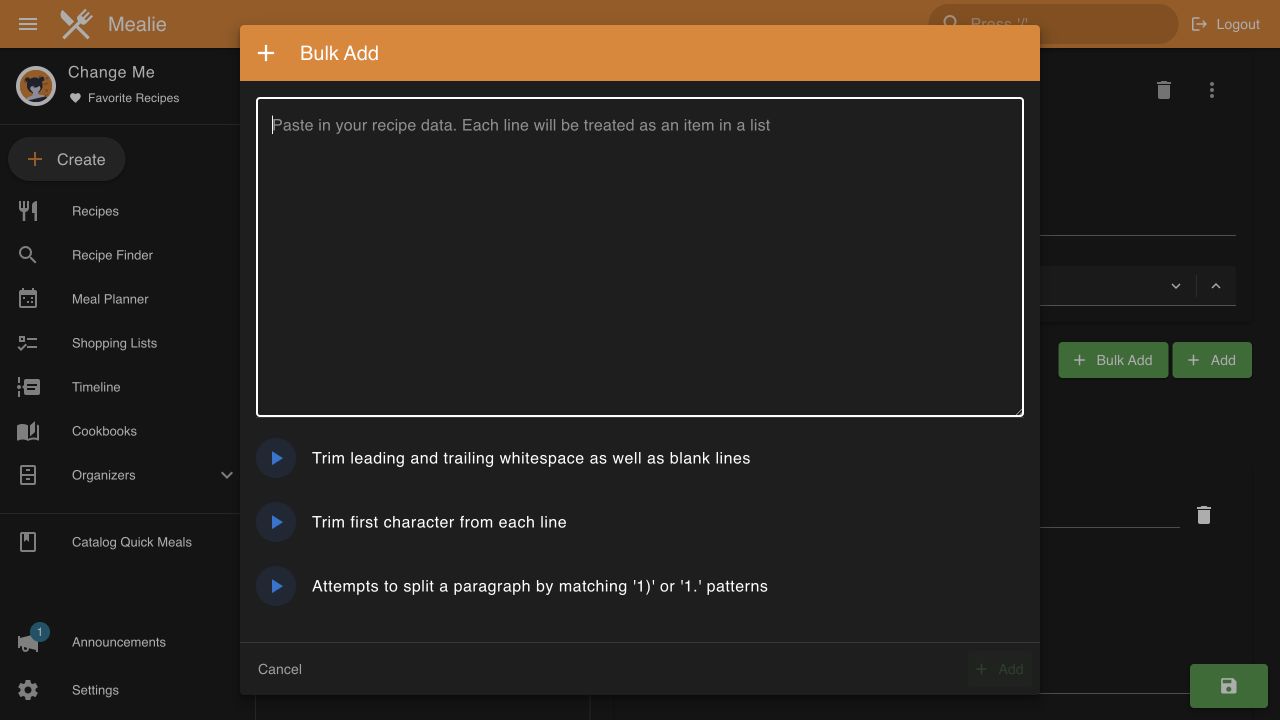 Mealie
Press '/'
Logout
Bulk Add
Change Me
Favorite Recipes
Create
Recipes
Recipe Finder
Meal Planner
Shopping Lists
Timeline
Cookbooks
Organizers
Catalog Quick Meals
1
Announcements
Settings
Paste in your recipe data. Each line will be treated as an item in a list
Trim leading and trailing whitespace as well as blank lines
Trim first character from each line
Attempts to split a paragraph by matching '1)' or '1.' patterns
Cancel
Add
Bulk Add
Add